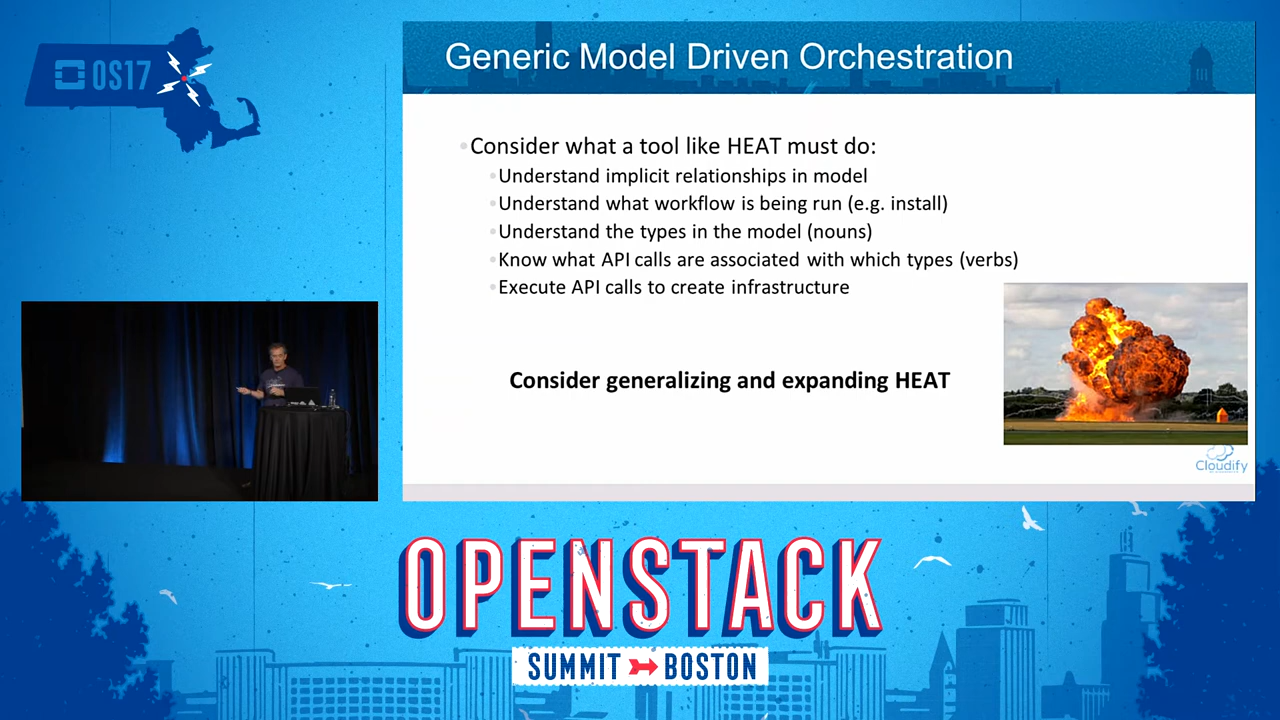 OS17
Generic Model Driven Orchestration
Consider what a tool like HEAT must do:
Understand implicit relationships in model
Understand what workflow is being run (e.g. install)
Understand the types in the model (nouns)
Know what API calls are associated with which types (verbs)
Execute API calls to create infrastructure
Consider generalizing and expanding HEAT
Cloudify
OPENSTACK
SUMMIT BOSTON